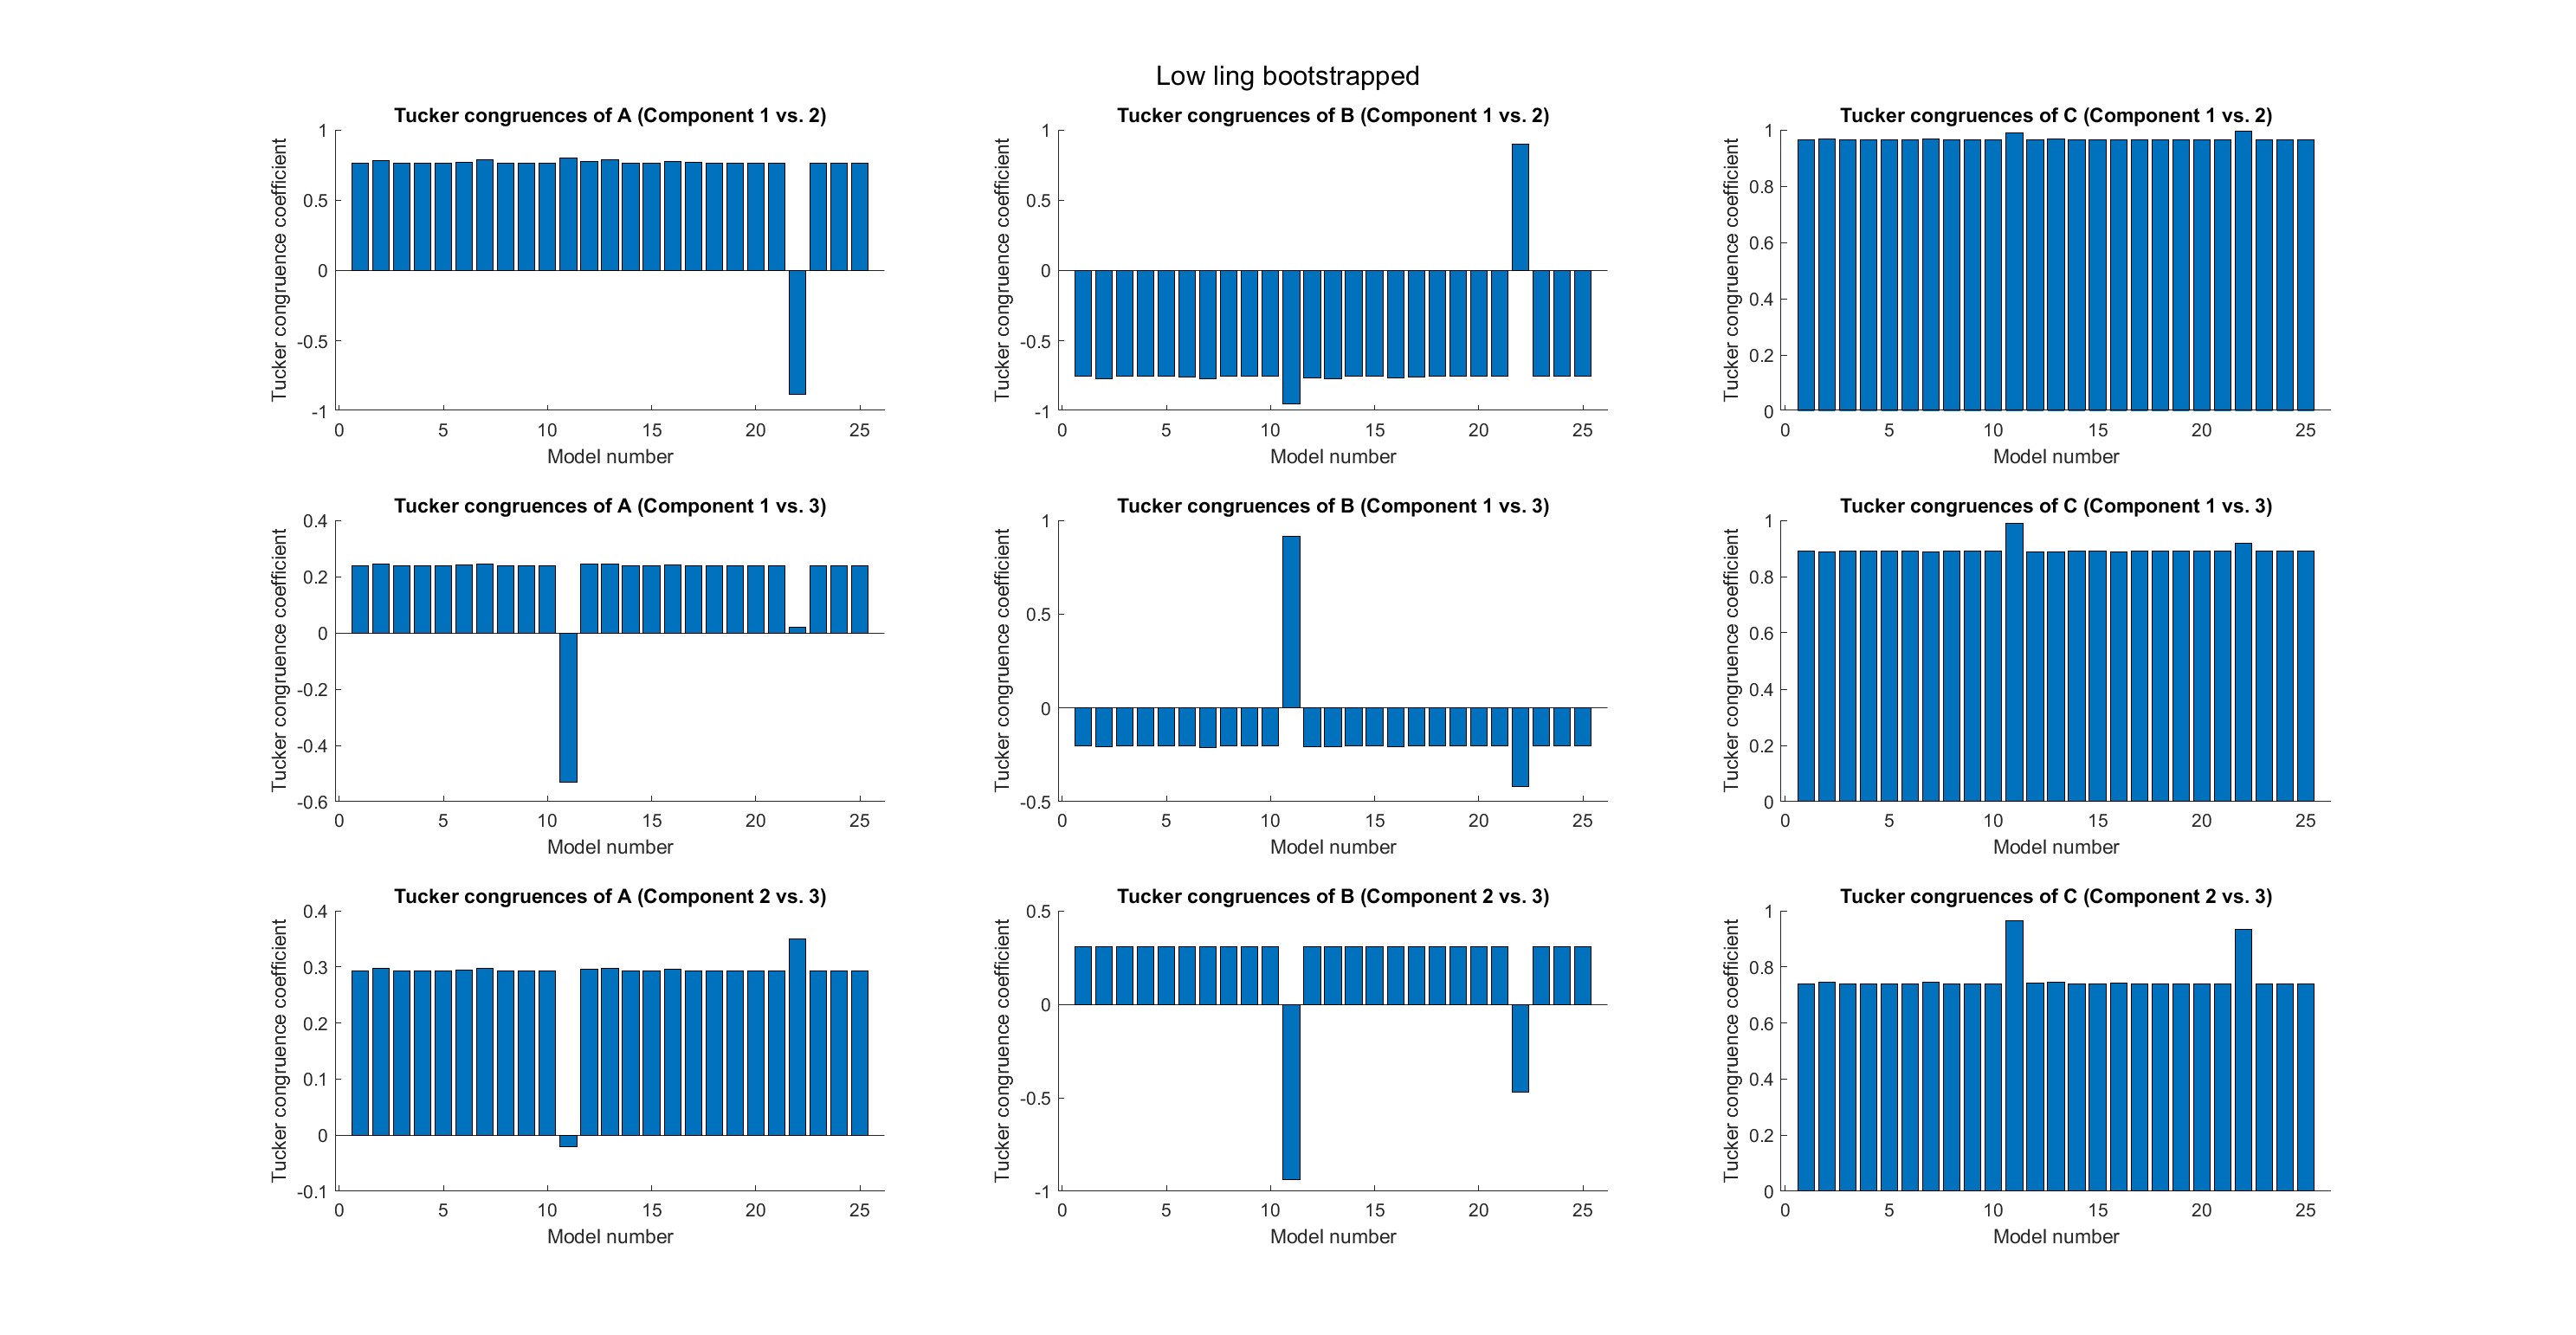 Low ling bootstrapped
Tucker congruences of A (Component 1 vs. 2)
Tucker congruence coefficient
1
0.5
0
-0.5
-1
0 5 10 15 20 25
Model number
Tucker congruences of B (Component 1 vs. 2)
Tucker congruence coefficient
1
0.5
0
-0.5
-1
0 5 10 15 20 25
Model number
Tucker congruences of C (Component 1 vs. 2)
Tucker congruence coefficient
1
0.8
0.6
0.4
0.2
0
0 5 10 15 20 25
Model number
Tucker congruences of A (Component 1 vs. 3)
Tucker congruence coefficient
0.4
0.2
0
-0.2
-0.4
-0.6
0 5 10 15 20 25
Model number
Tucker congruences of B (Component 1 vs. 3)
Tucker congruence coefficient
1
0.5
0
-0.5
0 5 10 15 20 25
Model number
Tucker congruences of C (Component 1 vs. 3)
Tucker congruence coefficient
1
0.8
0.6
0.4
0.2
0
0 5 10 15 20 25
Model number
Tucker congruences of A (Component 2 vs. 3)
Tucker congruence coefficient
0.4
0.3
0.2
0.1
0
-0.1
0 5 10 15 20 25
Model number
Tucker congruences of B (Component 2 vs. 3)
Tucker congruence coefficient
0.5
0
-0.5
-1
0 5 10 15 20 25
Model number
Tucker congruences of C (Component 2 vs. 3)
Tucker congruence coefficient
1
0.8
0.6
0.4
0.2
0
0 5 10 15 20 25
Model number